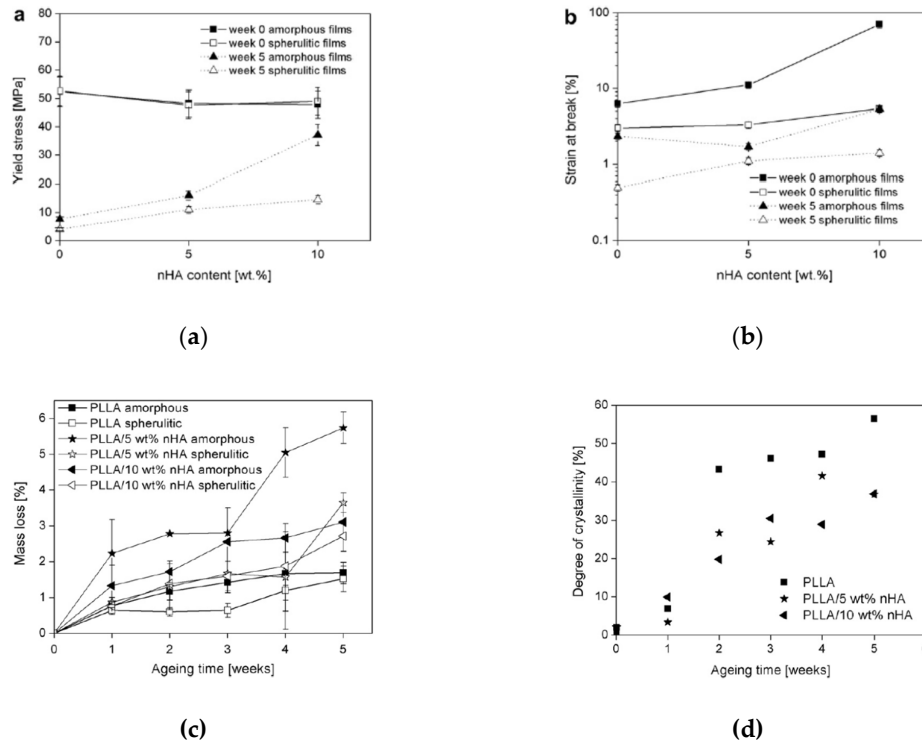 a
80
70
60
50
40
30
20
10
0
Yield stress [MPa]
week 0 amorphous films
week 0 spherulitic films
week 5 amorphous films
week 5 spherulitic films
0 5 10
nHA content [wt.%]
(a)
b
100
10
1
0.1
Strain at break [%]
week 0 amorphous films
week 0 spherulitic films
week 5 amorphous films
week 5 spherulitic films
0 5 10
nHA content [wt.%]
(b)
6
5
4
3
2
1
0
Mass loss [%]
PLLA amorphous
PLLA spherulitic
PLLA/5 wt% nHA amorphous
PLLA/5 wt% nHA spherulitic
PLLA/10 wt% nHA amorphous
PLLA/10 wt% nHA spherulitic
0 1 2 3 4 5
Ageing time [weeks]
(c)
60
50
40
30
20
10
0
Degree of crystallinity [%]
PLLA
PLLA/5 wt% nHA
PLLA/10 wt% nHA
0 1 2 3 4 5
Ageing time [weeks]
(d)